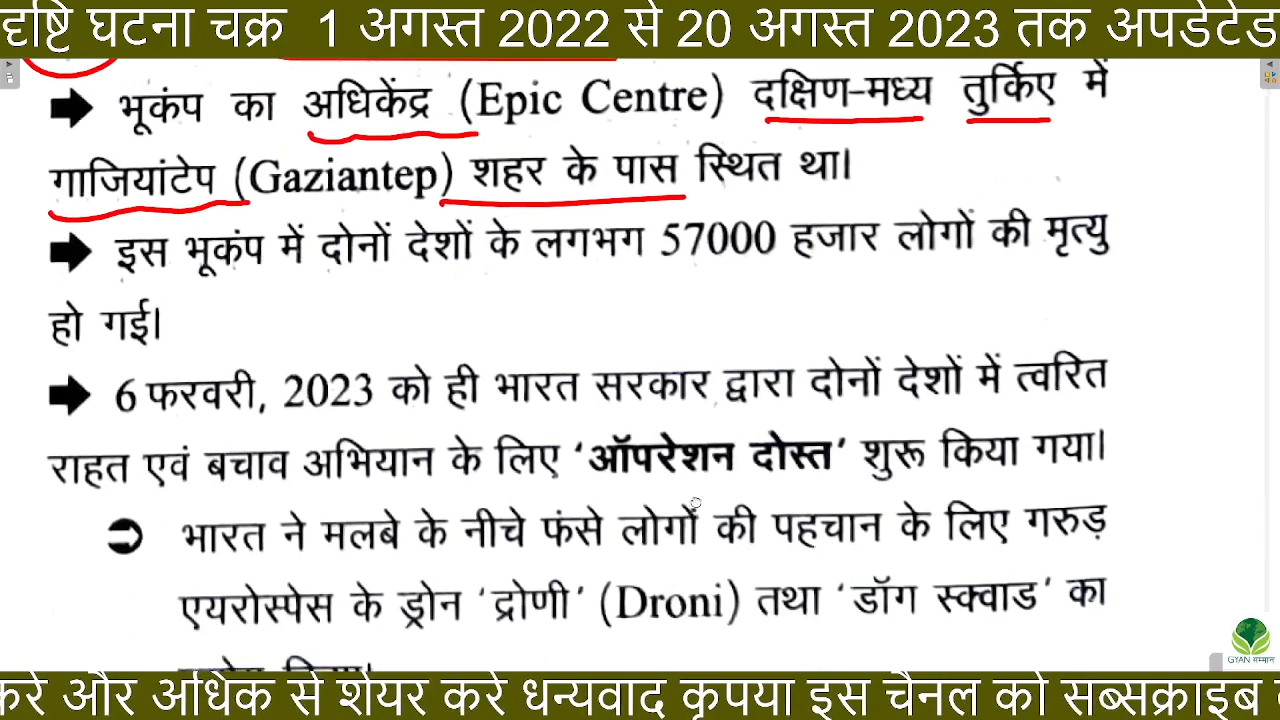 दृष्टि घटना चक्र 1 अगस्त 2022 से 20 अगस्त 2023 तक अपडेटेड
भूकंप का अधिकेंद्र (Epic Centre) दक्षिण-मध्य तुर्किए में
गाजियांटेप (Gaziantep) शहर के पास स्थित था।
इस भूकंप में दोनों देशों के लगभग 57000 हजार लोगों की मृत्यु
हो गई।
6 फरवरी, 2023 को ही भारत सरकार द्वारा दोनों देशों में त्वरित
राहत एवं बचाव अभियान के लिए ‘ऑपरेशन दोस्त’ शुरू किया गया।
भारत ने मलबे के नीचे फंसे लोगों की पहचान के लिए गरुड़
एयरोस्पेस के ड्रोन ‘द्रोणी’ (Droni) तथा ‘डॉग स्क्वाड’ का
GYAN सम्मान
करे और अधिक से शेयर करे धन्यवाद कृपया इस चैनल को सब्सक्राइब